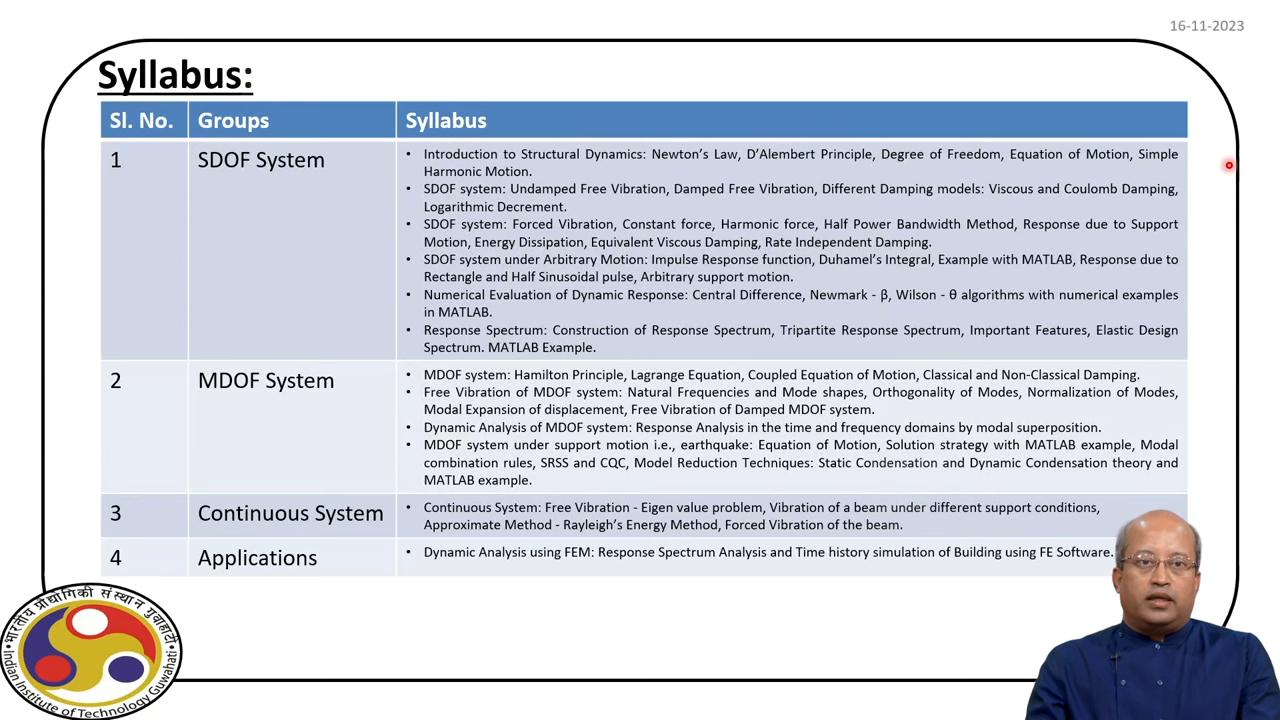 16-11-2023
Syllabus:
Sl. No. Groups Syllabus
1 SDOF System
• Introduction to Structural Dynamics: Newton's Law, D'Alembert Principle, Degree of Freedom, Equation of Motion, Simple
Harmonic Motion.
• SDOF system: Undamped Free Vibration, Damped Free Vibration, Different Damping models: Viscous and Coulomb Damping,
Logarithmic Decrement.
• SDOF system: Forced Vibration, Constant force, Harmonic force, Half Power Bandwidth Method, Response due to Support
Motion, Energy Dissipation, Equivalent Viscous Damping, Rate Independent Damping.
• SDOF system under Arbitrary Motion: Impulse Response function, Duhamel's Integral, Example with MATLAB, Response due to
Rectangle and Half Sinusoidal pulse, Arbitrary support motion.
• Numerical Evaluation of Dynamic Response: Central Difference, Newmark - β, Wilson - θ algorithms with numerical examples
in MATLAB.
• Response Spectrum: Construction of Response Spectrum, Tripartite Response Spectrum, Important Features, Elastic Design
Spectrum. MATLAB Example.
2 MDOF System
• MDOF system: Hamilton Principle, Lagrange Equation, Coupled Equation of Motion, Classical and Non-Classical Damping.
• Free Vibration of MDOF system: Natural Frequencies and Mode shapes, Orthogonality of Modes, Normalization of Modes,
Modal Expansion of displacement, Free Vibration of Damped MDOF system.
• Dynamic Analysis of MDOF system: Response Analysis in the time and frequency domains by modal superposition.
• MDOF system under support motion i.e., earthquake: Equation of Motion, Solution strategy with MATLAB example, Modal
combination rules, SRSS and CQC, Model Reduction Techniques: Static Condensation and Dynamic Condensation theory and
MATLAB example.
3 Continuous System
• Continuous System: Free Vibration - Eigen value problem, Vibration of a beam under different support conditions,
Approximate Method - Rayleigh's Energy Method, Forced Vibration of the beam.
4 Applications
• Dynamic Analysis using FEM: Response Spectrum Analysis and Time history simulation of Building using FE Software.
भारतीय प्रौद्योगिकी संस्थान गुवाहाटी
Indian Institute of Technology Guwahati